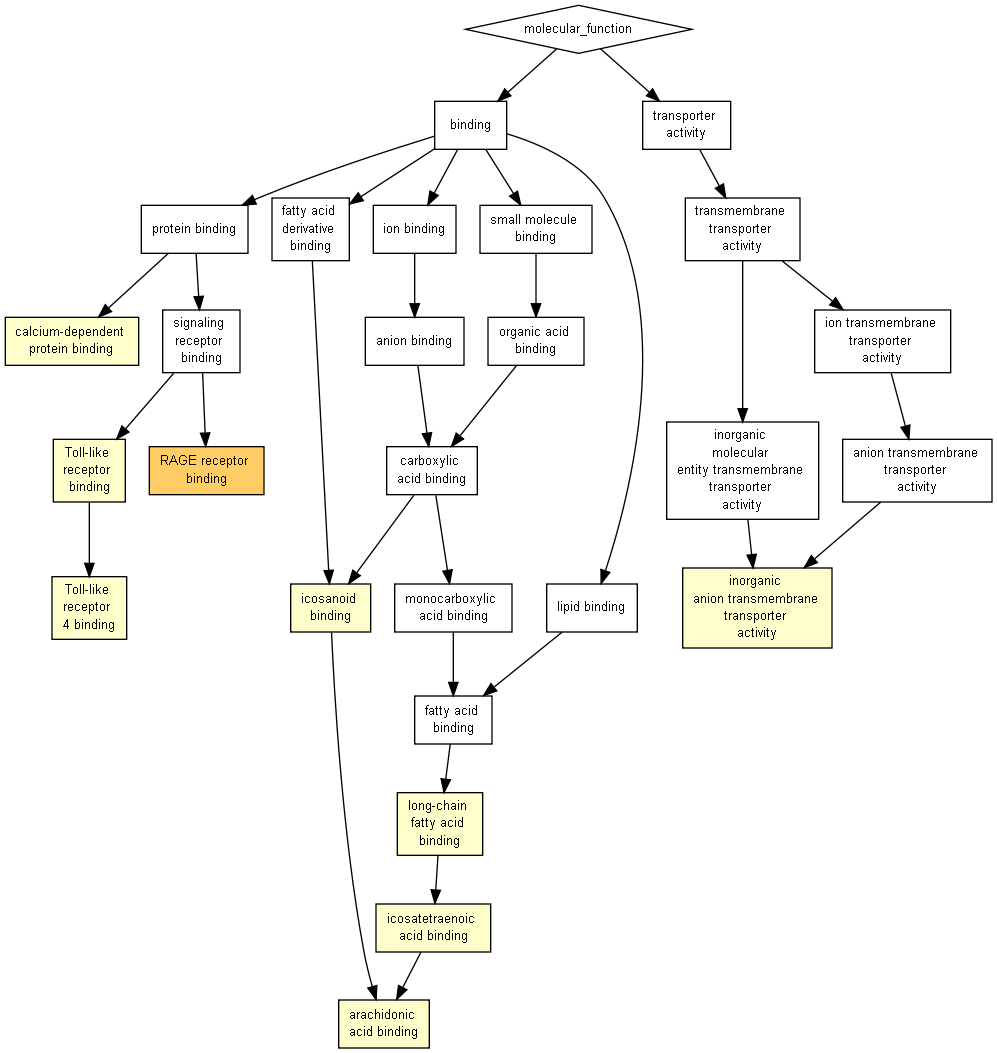 molecular_function
binding
transporter
activity
protein binding
fatty acid
derivative
binding
ion binding
small molecule
binding
transmembrane
transporter
activity
calcium-dependent
protein binding
signaling
receptor
binding
anion binding
organic acid
binding
ion transmembrane
transporter
activity
Toll-like
receptor
binding
RAGE receptor
binding
carboxylic
acid binding
inorganic
molecular
entity transmembrane
transporter
activity
anion transmembrane
transporter
activity
Toll-like
receptor
4 binding
icosanoid
binding
monocarboxylic
acid binding
lipid binding
inorganic
anion transmembrane
transporter
activity
fatty acid
binding
long-chain
fatty acid
binding
icosatetraenoic
acid binding
arachidonic
acid binding